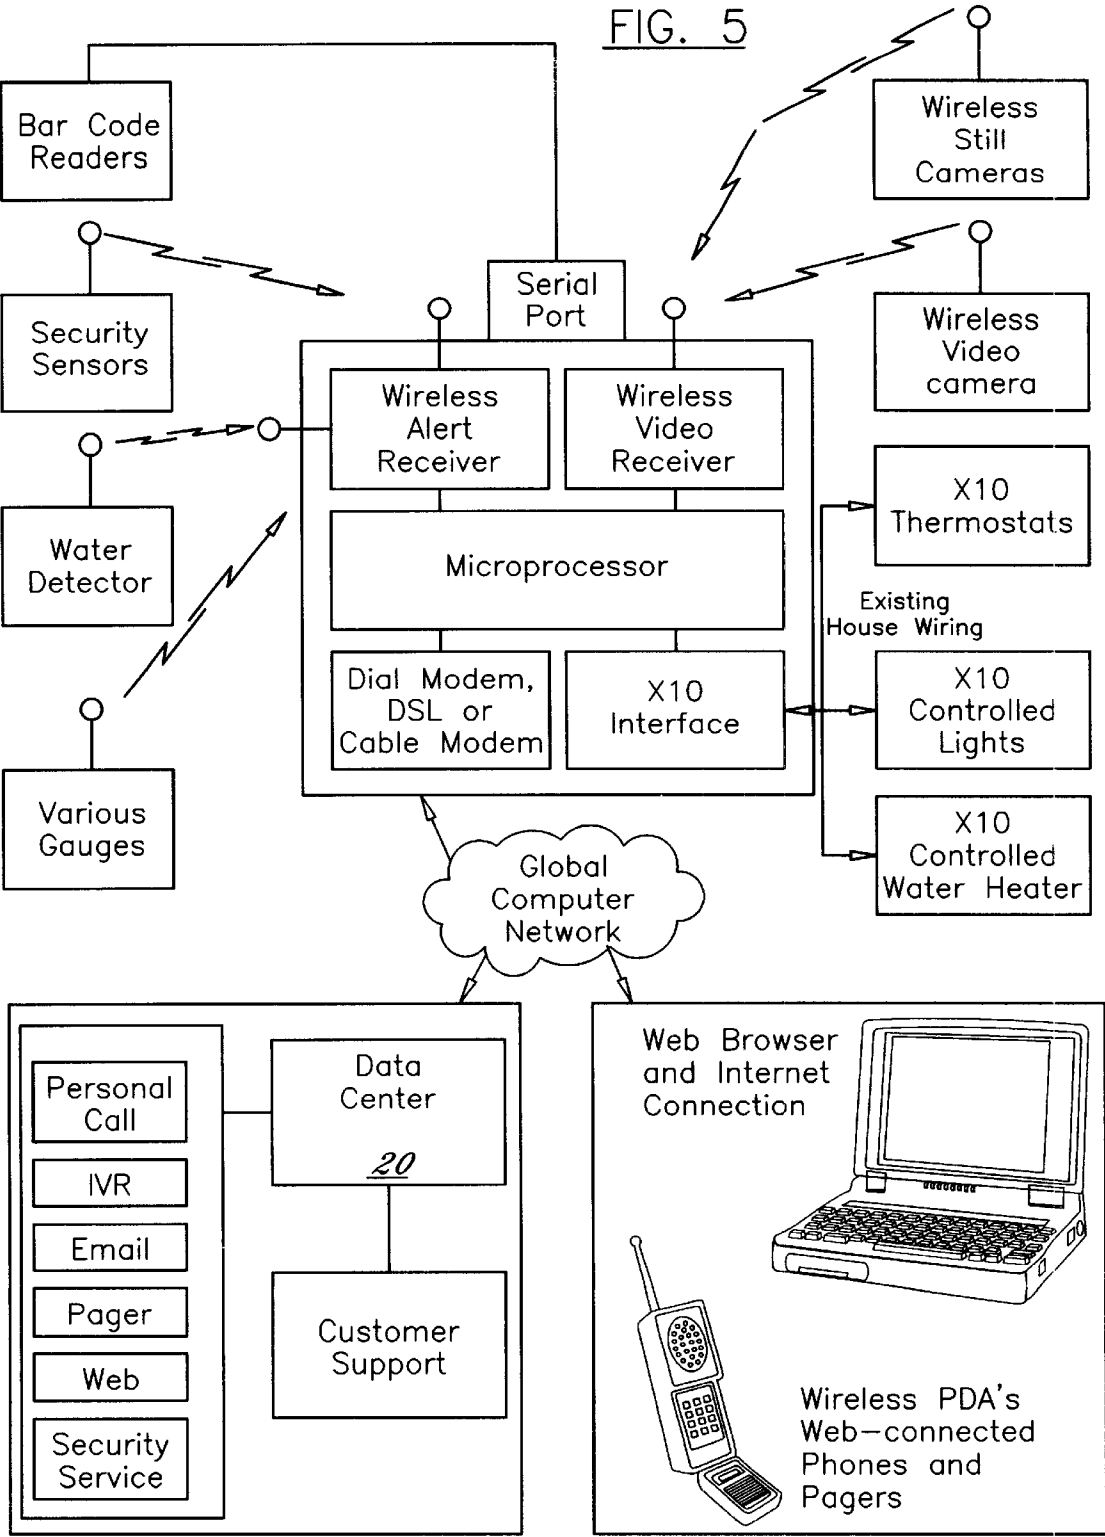 FIG. 5
Bar Code
Readers
Wireless
Still
Cameras
Security
Sensors
Serial
Port
Wireless
Video
camera
Wireless
Alert
Receiver
Wireless
Video
Receiver
Water
Detector
Microprocessor
X10
Thermostats
Existing
House Wiring
Dial Modem,
DSL or
Cable Modem
X10
Interface
X10
Controlled
Lights
Various
Gauges
X10
Controlled
Water Heater
Global
Computer
Network
Personal
Call
IVR
Email
Pager
Web
Security
Service
Data
Center
20
Customer
Support
Web Browser
and Internet
Connection
Wireless PDA's
Web-connected
Phones and
Pagers